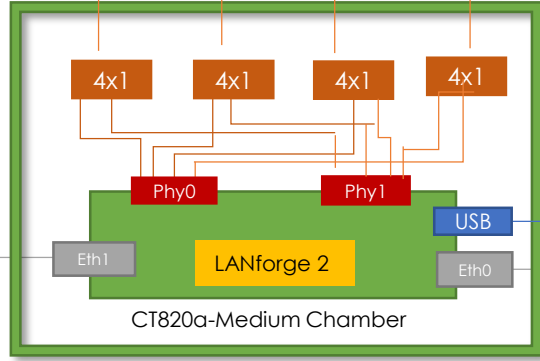 4x1 4x1 4x1 4x1
Phy0 Phy1
USB
Eth1 LANforge 2 Eth0
CT820a-Medium Chamber